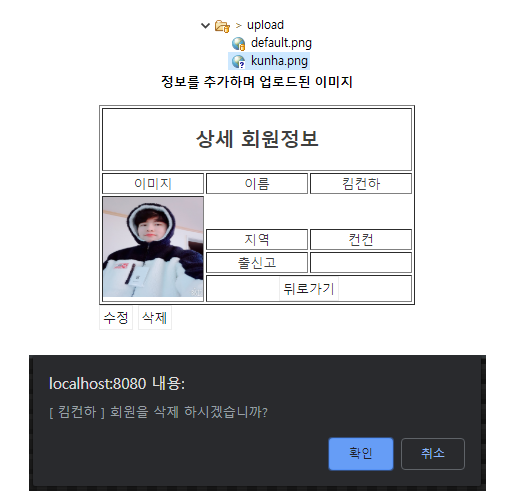 > upload
default.png
kunha.png
정보를 추가하며 업로드된 이미지
상세 회원정보
이미지 이름 킴컨하
지역 컨컨
출신고
뒤로가기
수정 삭제
localhost:8080 내용:
[ 킴컨하 ] 회원을 삭제 하시겠습니까?
확인 취소